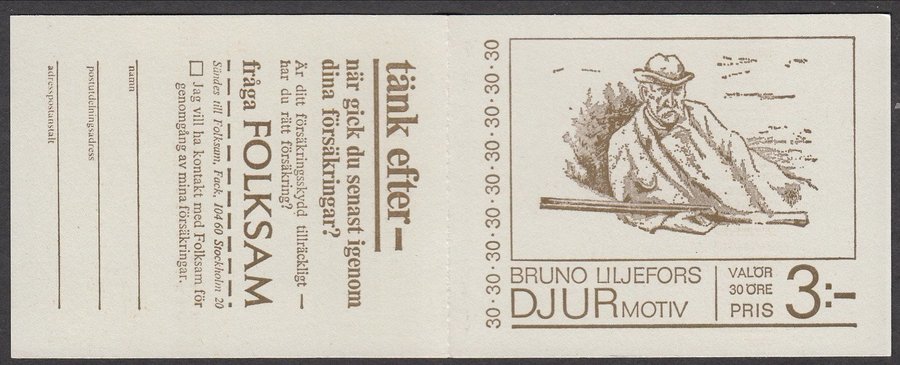 tänk efter–
när gick du senast igenom
dina försäkringar?
Är ditt försäkringsskydd tillräckligt –
har du rätt försäkring?
fråga FOLKSAM
Sändes till Folksam, Fack, 104 60 Stockholm 20
Jag vill ha kontakt med Folksam för
genomgång av mina försäkringar.
namn
postutdelningsadress
adresspostanstalt
30·30·30·30·30·30·30·30·30·30
BRUNO LILJEFORS
DJURMOTIV
VALÖR
30 ÖRE
PRIS 3:-